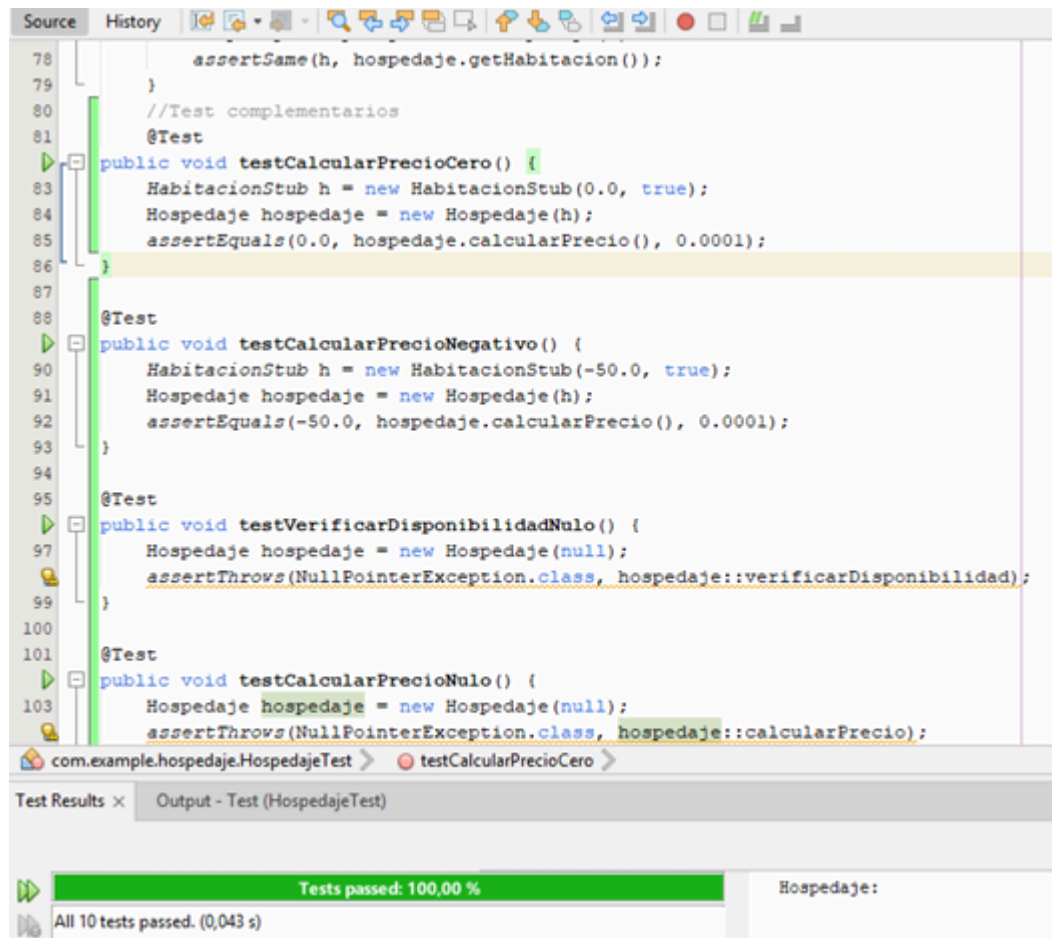 Source History
78 assertSame(h, hospedaje.getHabitacion());
79 }
80 //Test complementarios
81 @Test
public void testCalcularPrecioCero() {
83 HabitacionStub h = new HabitacionStub(0.0, true);
84 Hospedaje hospedaje = new Hospedaje(h);
85 assertEquals(0.0, hospedaje.calcularPrecio(), 0.0001);
86 }
87
88 @Test
public void testCalcularPrecioNegativo() {
90 HabitacionStub h = new HabitacionStub(-50.0, true);
91 Hospedaje hospedaje = new Hospedaje(h);
92 assertEquals(-50.0, hospedaje.calcularPrecio(), 0.0001);
93 }
94
95 @Test
public void testVerificarDisponibilidadNulo() {
97 Hospedaje hospedaje = new Hospedaje(null);
assertThrows(NullPointerException.class, hospedaje::verificarDisponibilidad);
99 }
100
101 @Test
public void testCalcularPrecioNulo() {
103 Hospedaje hospedaje = new Hospedaje(null);
assertThrows(NullPointerException.class, hospedaje::calcularPrecio);
com.example.hospedaje.HospedajeTest testCalcularPrecioCero
Test Results × Output - Test (HospedajeTest)
Tests passed: 100,00 % Hospedaje:
All 10 tests passed. (0,043 s)